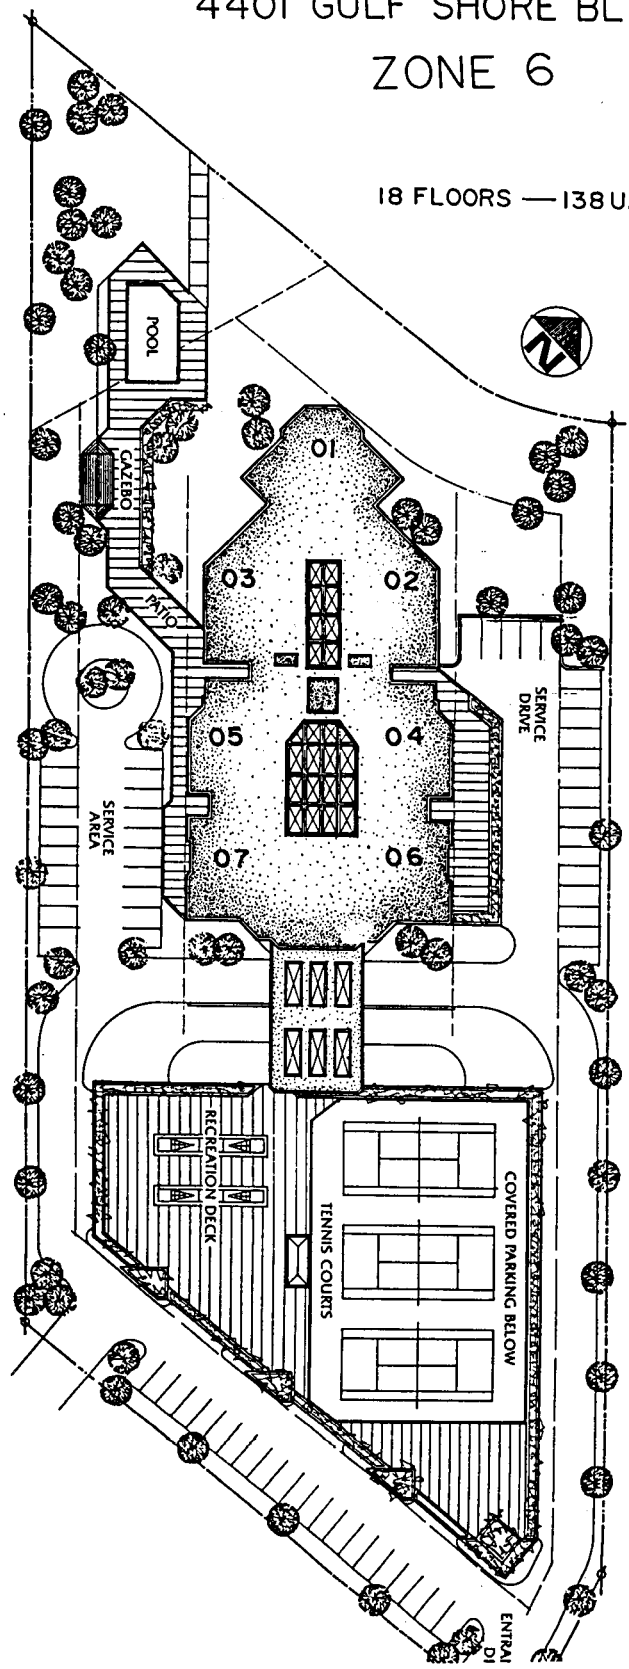 4401 GULF SHORE BL
ZONE 6
18 FLOORS — 138 U
N
POOL
GAZEBO
PATIO
01
03
02
05
04
07
06
SERVICE
DRIVE
SERVICE
AREA
RECREATION DECK
TENNIS COURTS
COVERED PARKING BELOW
ENTRA